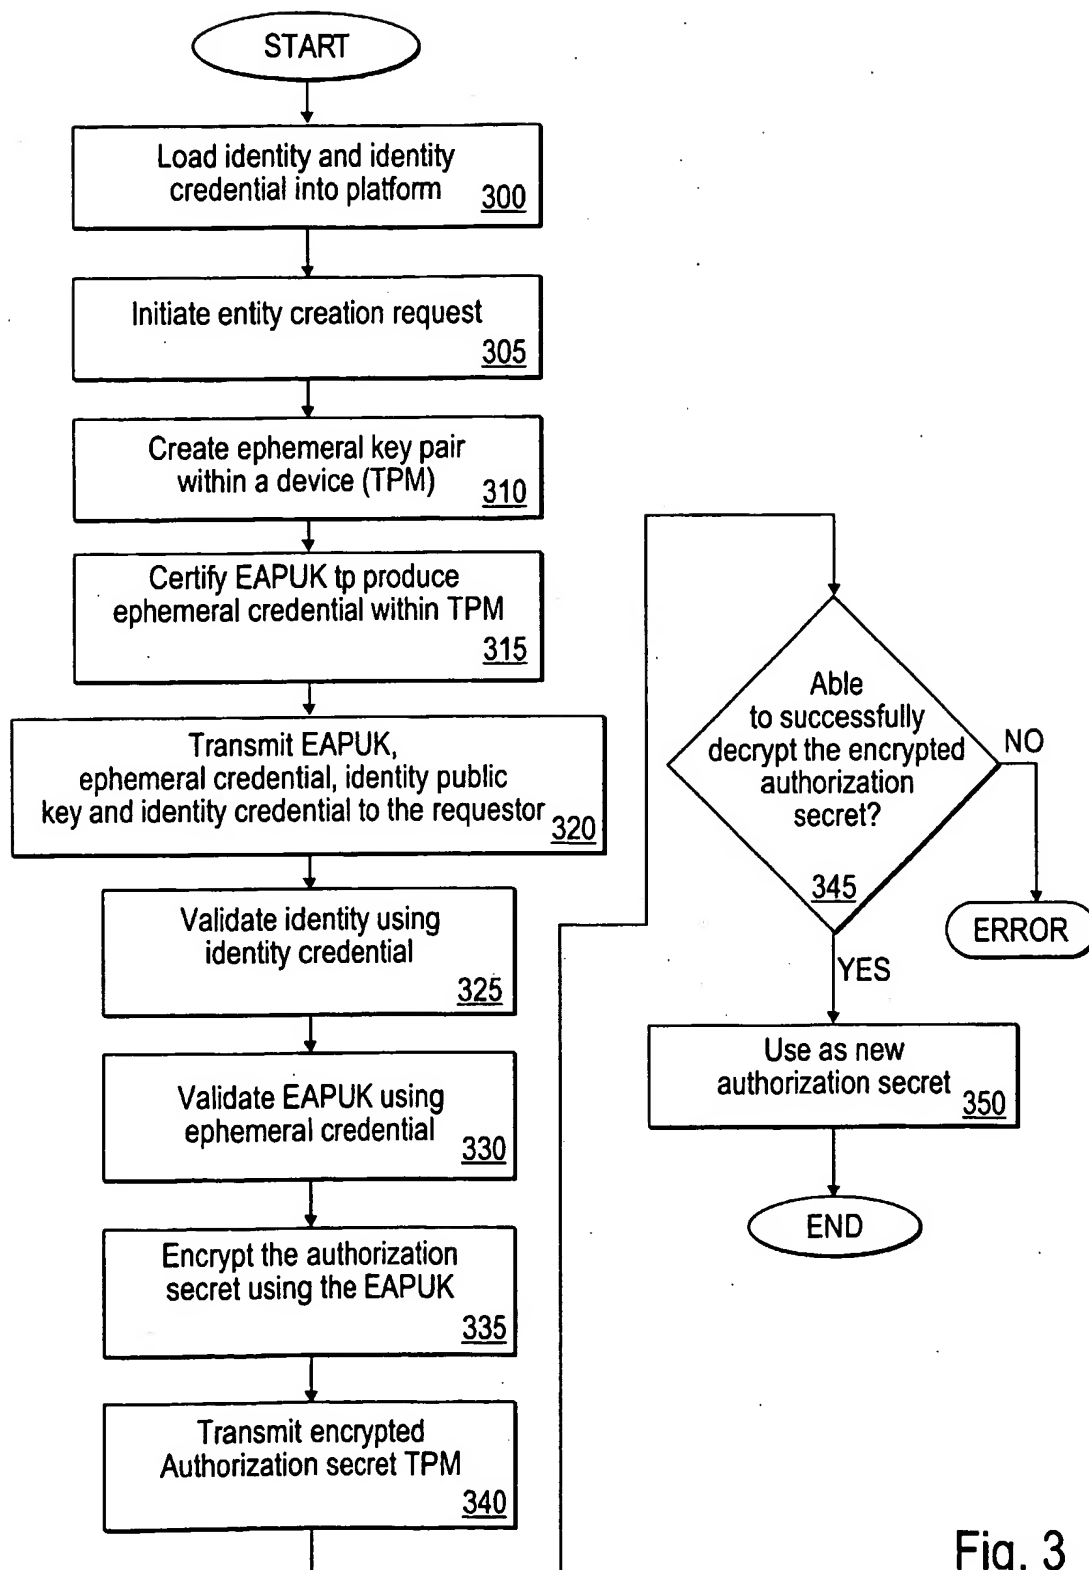 START
Load identity and identity
credential into platform
300
Initiate entity creation request
305
Create ephemeral key pair
within a device (TPM)
310
Certify EAPUK tp produce
ephemeral credential within TPM
315
Transmit EAPUK,
ephemeral credential, identity public
key and identity credential to the requestor
320
Validate identity using
identity credential
325
Validate EAPUK using
ephemeral credential
330
Encrypt the authorization
secret using the EAPUK
335
Transmit encrypted
Authorization secret TPM
340
Able
to successfully
decrypt the encrypted
authorization
secret?
345
NO
ERROR
YES
Use as new
authorization secret
350
END
Fig. 3